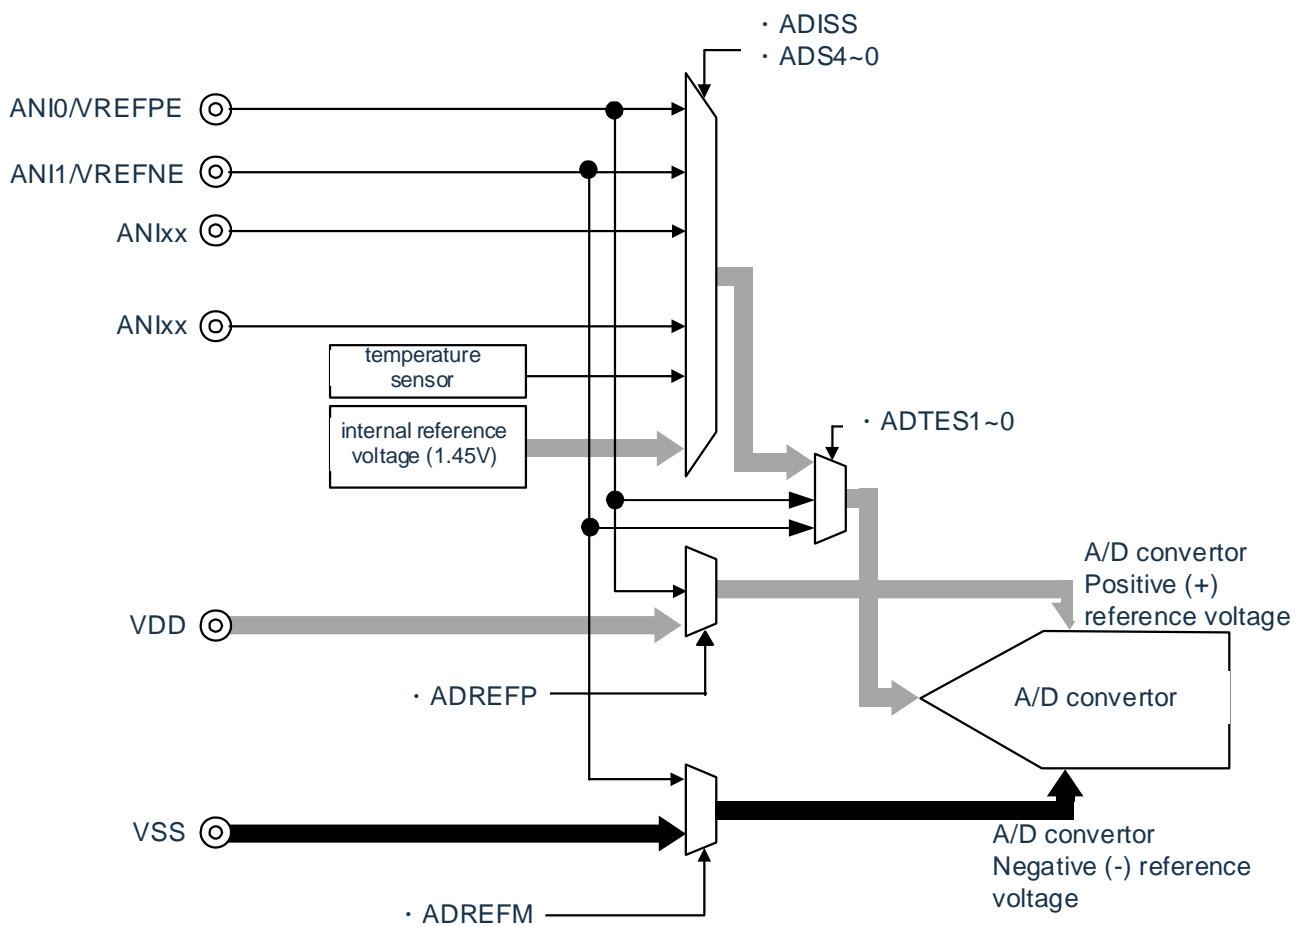 ・ADISS
・ADS4~0
ANI0/VREFPE
ANI1/VREFNE
ANIxx
ANIxx
temperature
sensor
internal reference
voltage (1.45V)
・ADTES1~0
A/D convertor
Positive (+)
reference voltage
VDD
・ADREFP
A/D convertor
VSS
A/D convertor
Negative (-) reference
voltage
・ADREFM